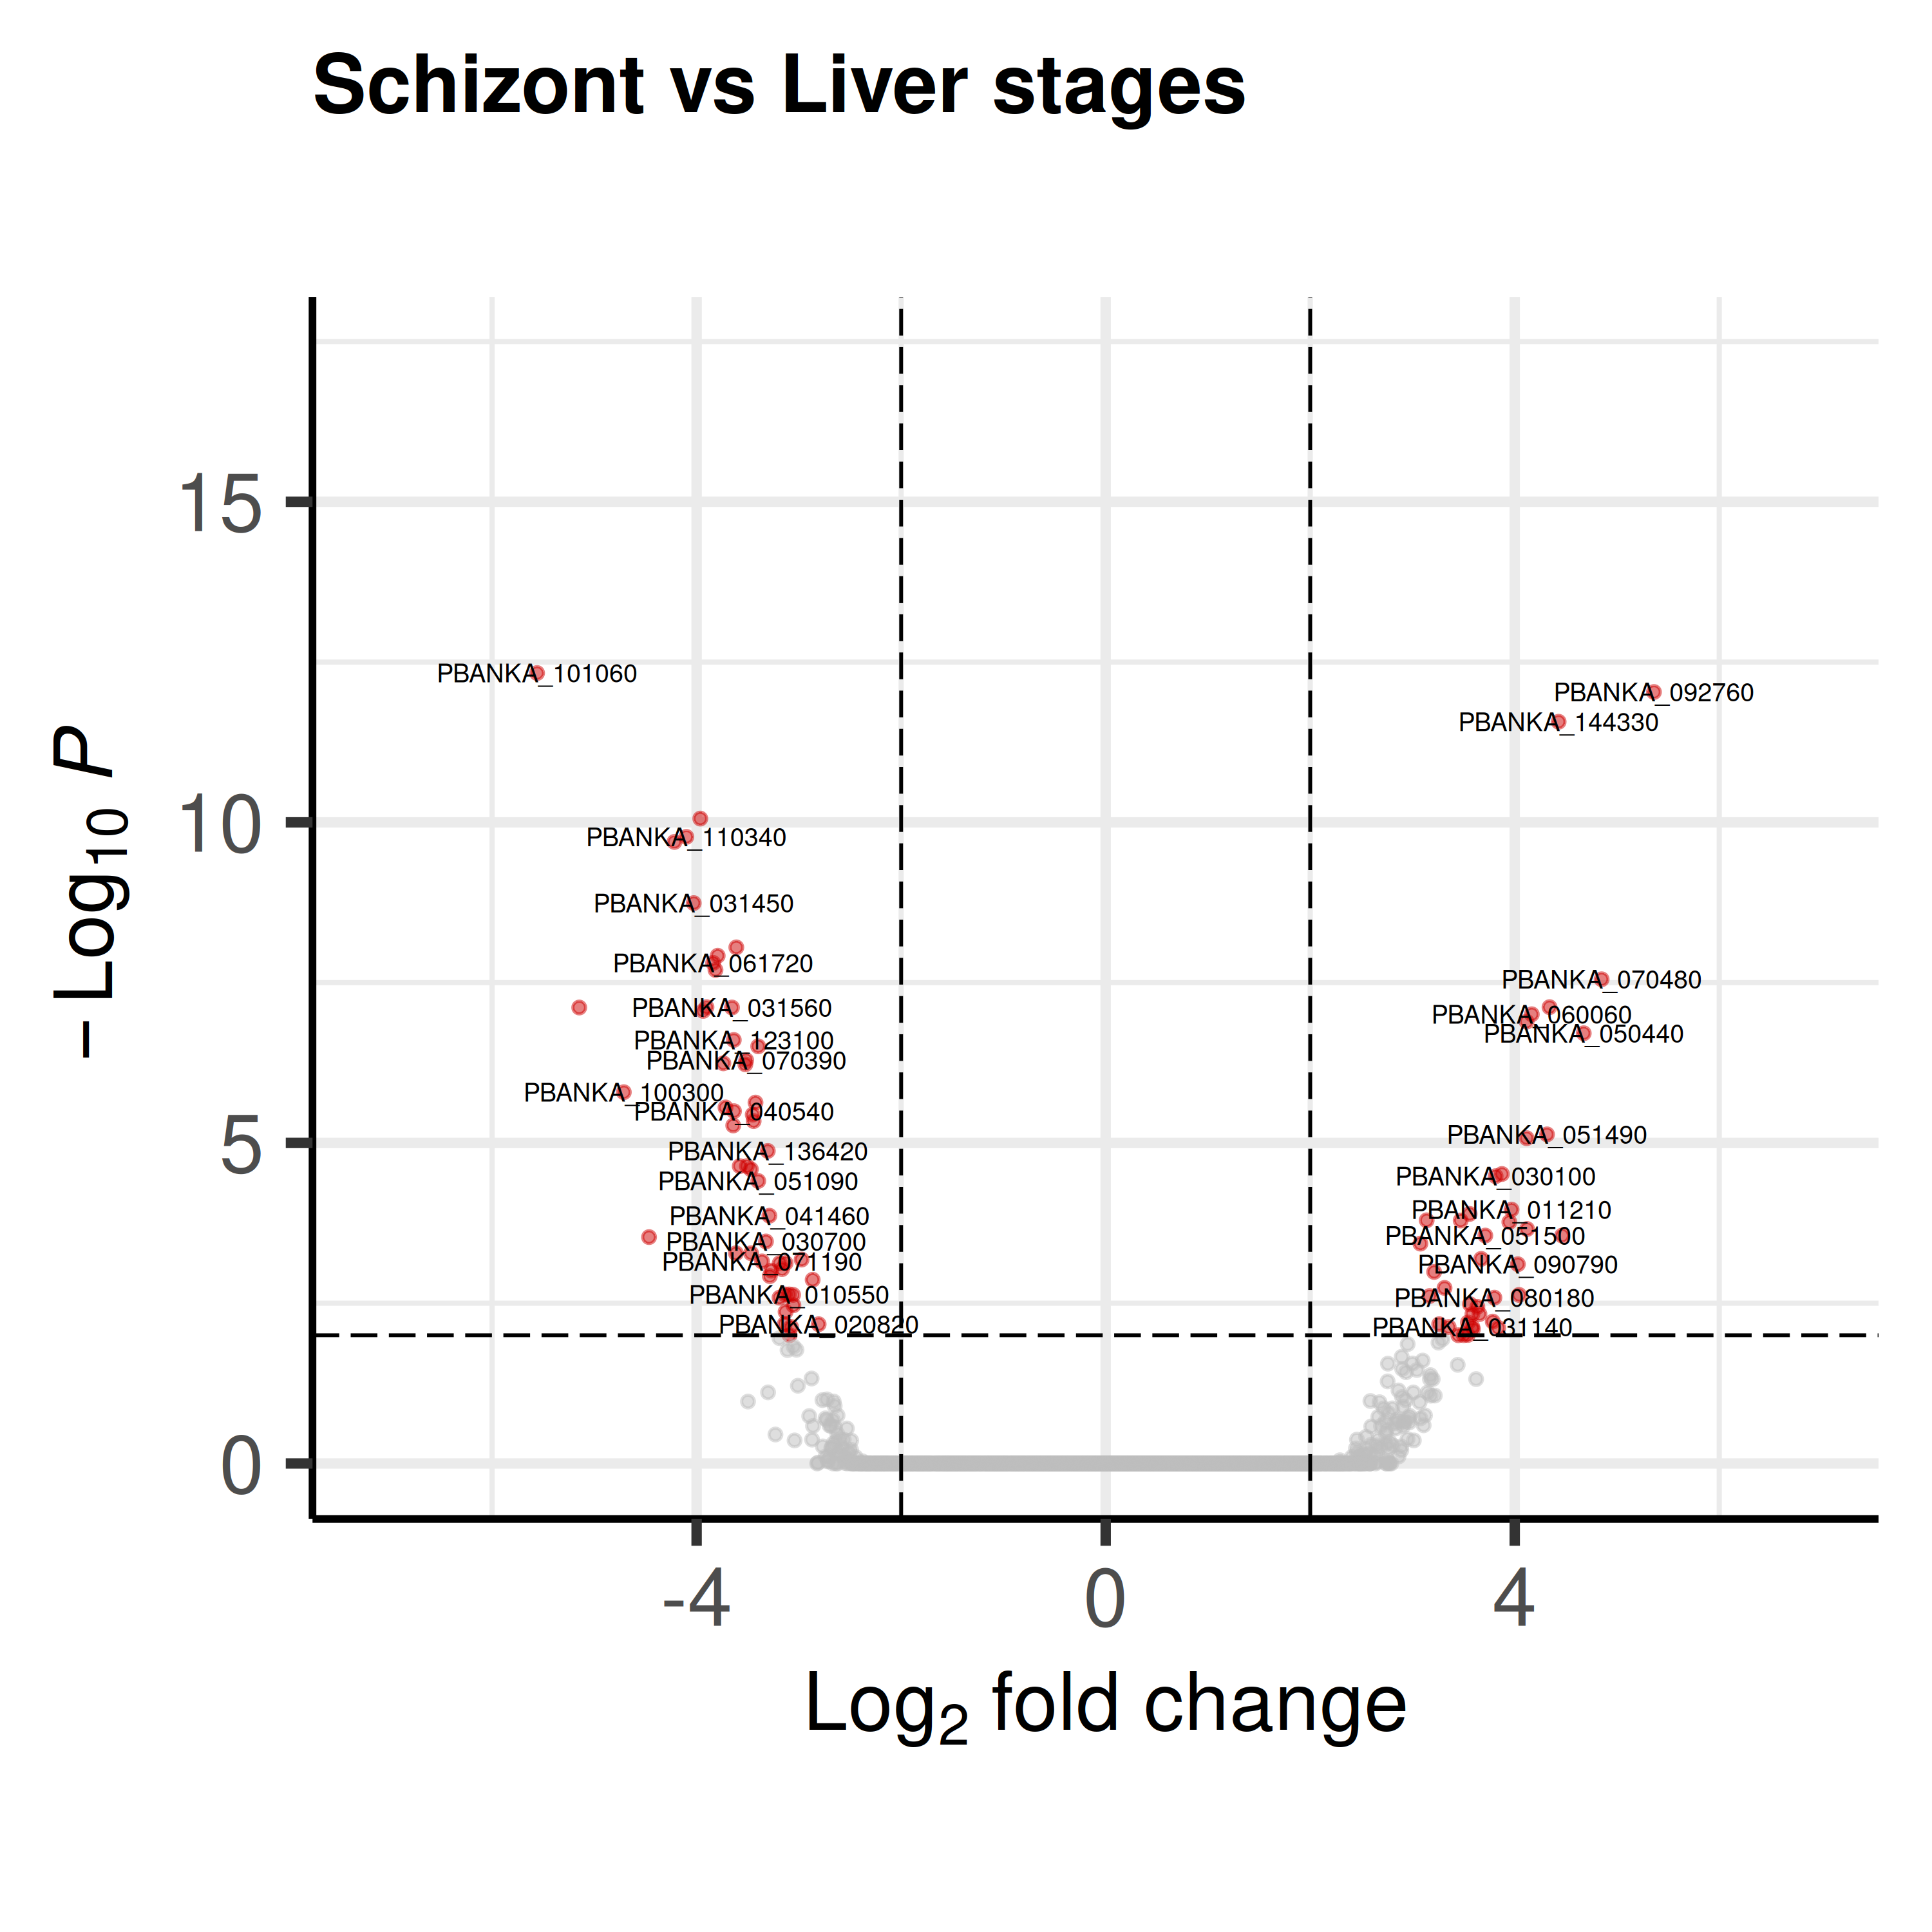 Schizont vs Liver stages
− Log10 P
15
10
5
0
PBANKA_101060
PBANKA_092760
PBANKA_144330
PBANKA_110340
PBANKA_031450
PBANKA_061720
PBANKA_070480
PBANKA_031560
PBANKA_060060
PBANKA_050440
PBANKA_123100
PBANKA_070390
PBANKA_100300
PBANKA_040540
PBANKA_051490
PBANKA_136420
PBANKA_030100
PBANKA_051090
PBANKA_011210
PBANKA_041460
PBANKA_051500
PBANKA_030700
PBANKA_071190
PBANKA_090790
PBANKA_010550
PBANKA_080180
PBANKA_020820
PBANKA_031140
-4
0
4
Log2 fold change